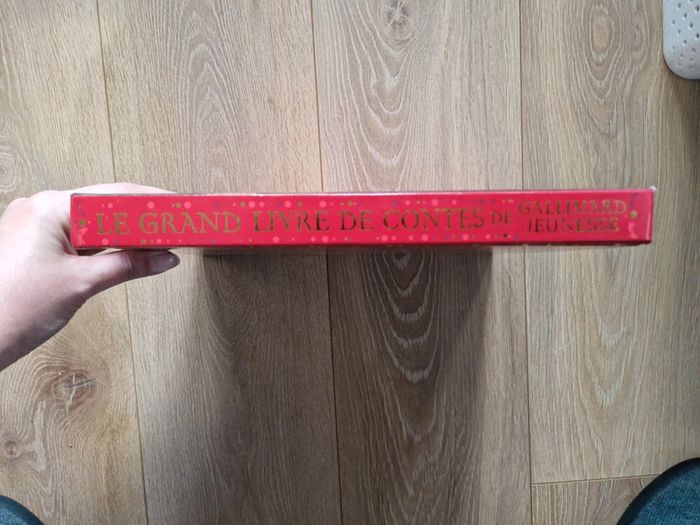 LE GRAND LIVRE DE CONTES DE GALLIMARD
JEUNESSE